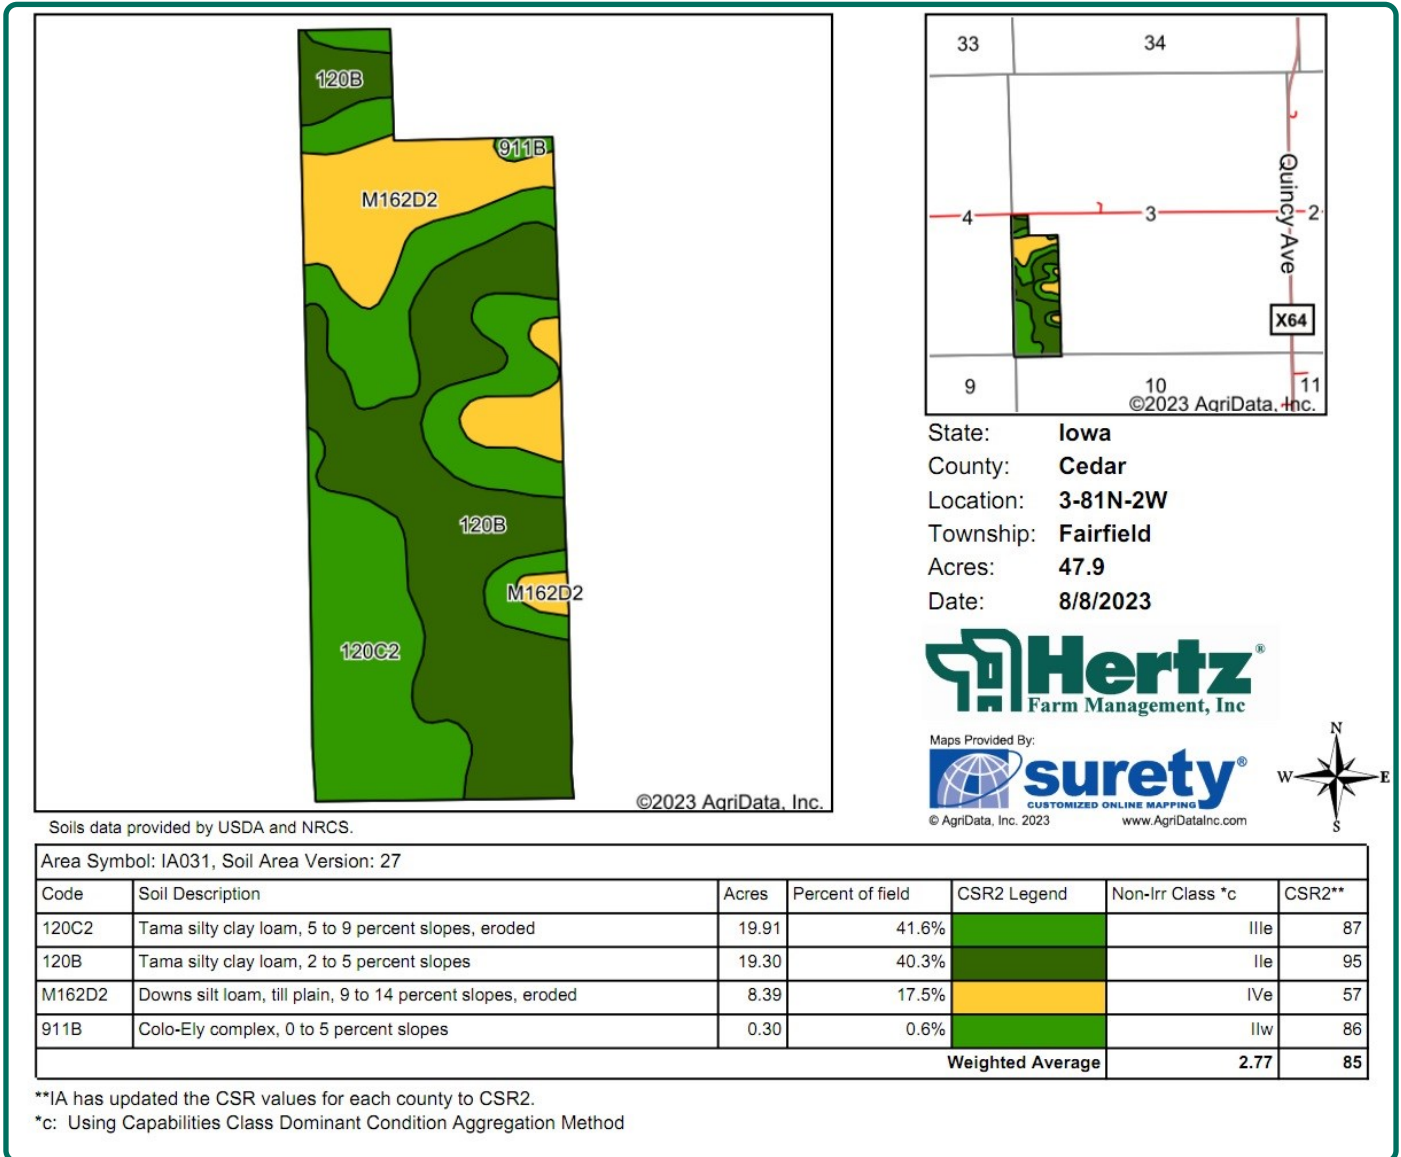 120B
911B
M162D2
120B
M162D2
120C2
©2023 AgriData, Inc.
33
34
4
3
2
Quincy Ave
X64
9
10
11
©2023 AgriData, Inc.
State: Iowa
County: Cedar
Location: 3-81N-2W
Township: Fairfield
Acres: 47.9
Date: 8/8/2023
Hertz®
Farm Management, Inc
Maps Provided By:
surety®
CUSTOMIZED ONLINE MAPPING
© AgriData, Inc. 2023 www.AgriDataInc.com
N
W E
S
Soils data provided by USDA and NRCS.
Area Symbol: IA031, Soil Area Version: 27
Code Soil Description Acres Percent of field CSR2 Legend Non-Irr Class *c CSR2**
120C2 Tama silty clay loam, 5 to 9 percent slopes, eroded 19.91 41.6% IIIe 87
120B Tama silty clay loam, 2 to 5 percent slopes 19.30 40.3% IIe 95
M162D2 Downs silt loam, till plain, 9 to 14 percent slopes, eroded 8.39 17.5% IVe 57
911B Colo-Ely complex, 0 to 5 percent slopes 0.30 0.6% IIw 86
Weighted Average 2.77 85
**IA has updated the CSR values for each county to CSR2.
*c: Using Capabilities Class Dominant Condition Aggregation Method